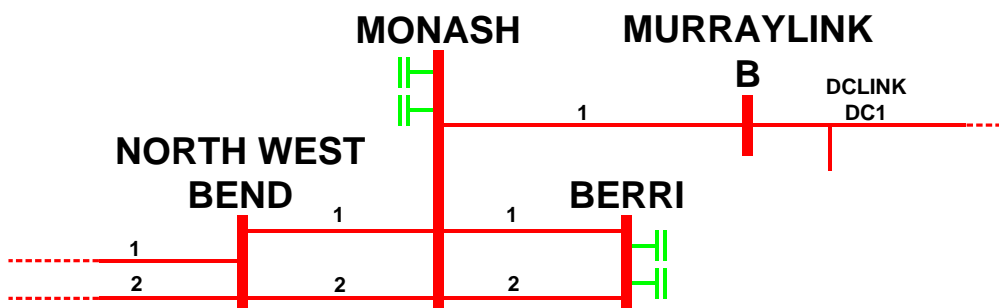 MONASH
MURRAYLINK
B
DCLINK
DC1
1
NORTH WEST
BEND
BERRI
1
1
1
2
2
2